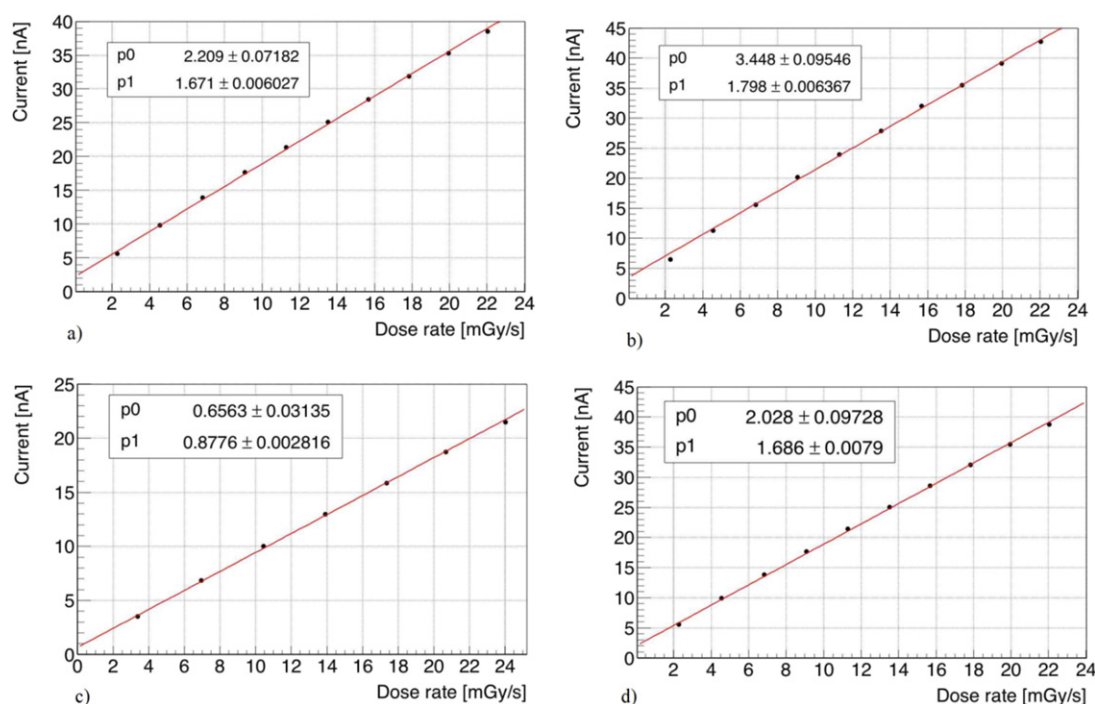 Current [nA]
40
35
30
25
20
15
10
5
0
p0 2.209 ± 0.07182
p1 1.671 ± 0.006027
2 4 6 8 10 12 14 16 18 20 22 24
Dose rate [mGy/s]
a)
Current [nA]
45
40
35
30
25
20
15
10
5
0
p0 3.448 ± 0.09546
p1 1.798 ± 0.006367
2 4 6 8 10 12 14 16 18 20 22 24
Dose rate [mGy/s]
b)
Current [nA]
25
20
15
10
5
0
p0 0.6563 ± 0.03135
p1 0.8776 ± 0.002816
0 2 4 6 8 10 12 14 16 18 20 22 24
Dose rate [mGy/s]
c)
Current [nA]
45
40
35
30
25
20
15
10
5
0
p0 2.028 ± 0.09728
p1 1.686 ± 0.0079
2 4 6 8 10 12 14 16 18 20 22 24
Dose rate [mGy/s]
d)